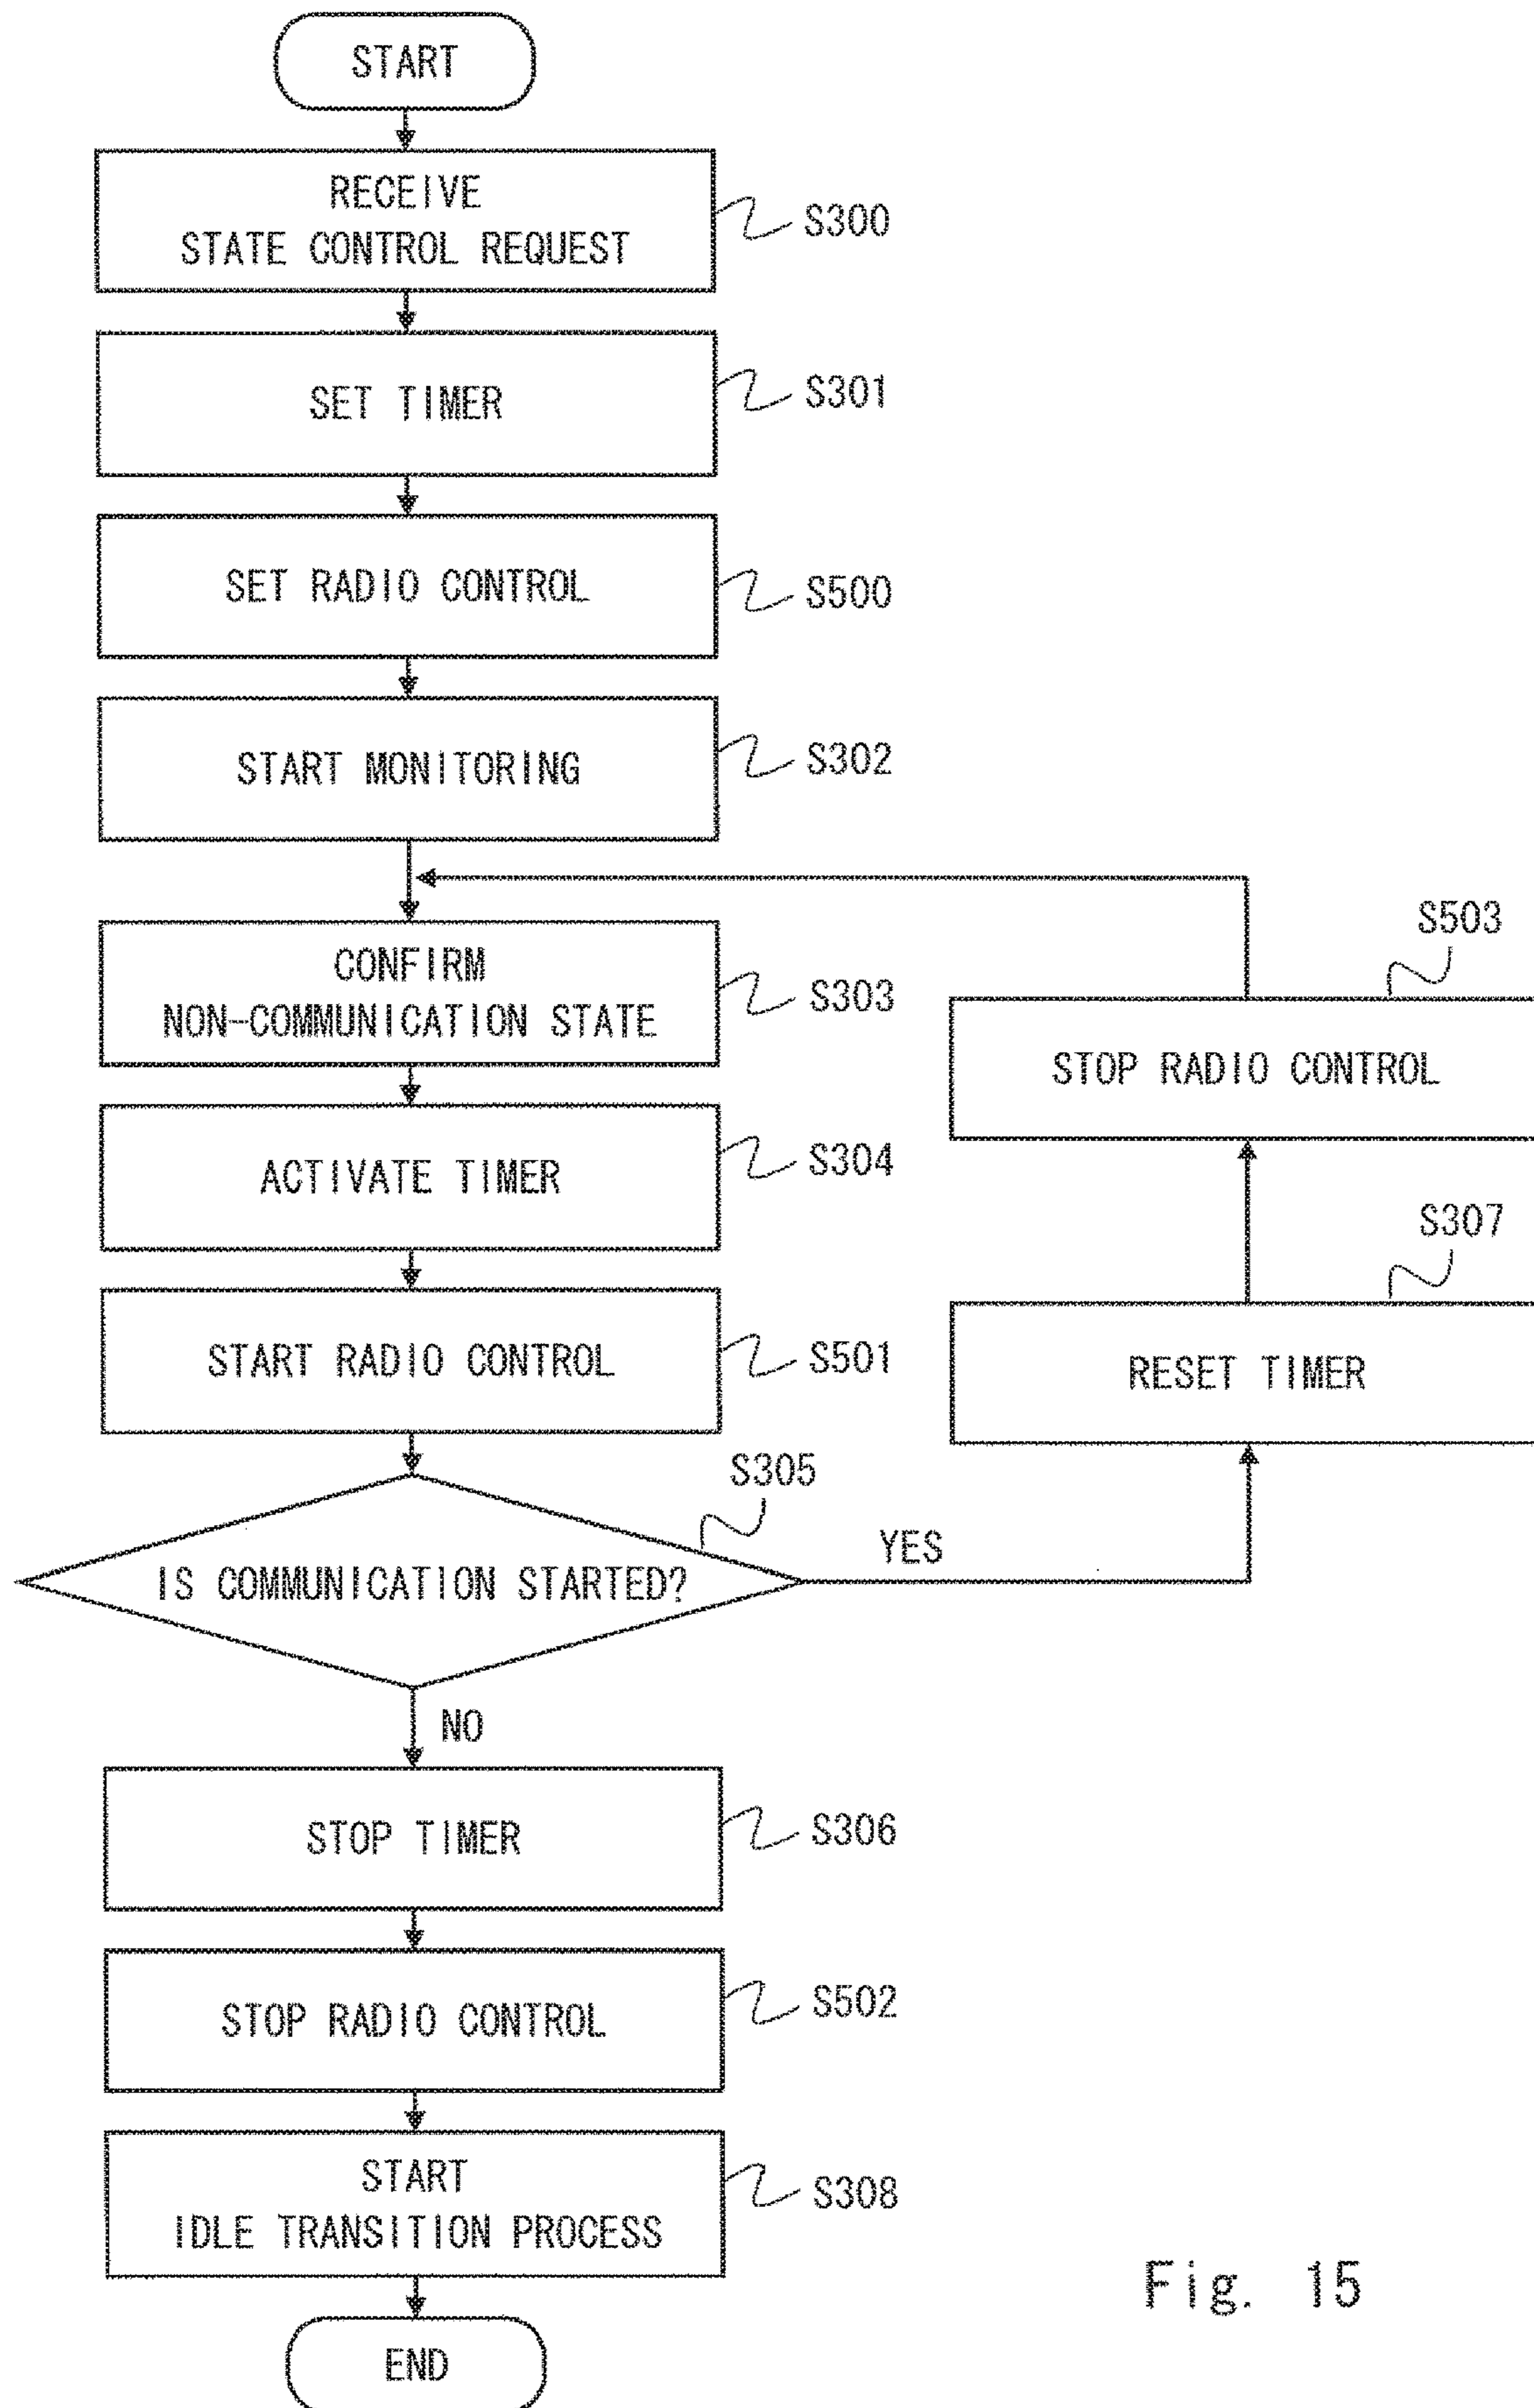 START
RECEIVE
STATE CONTROL REQUEST
S300
SET TIMER
S301
SET RADIO CONTROL
S500
START MONITORING
S302
CONFIRM
NON-COMMUNICATION STATE
S303
ACTIVATE TIMER
S304
START RADIO CONTROL
S501
IS COMMUNICATION STARTED?
S305
YES
RESET TIMER
S307
STOP RADIO CONTROL
S503
NO
STOP TIMER
S306
STOP RADIO CONTROL
S502
START
IDLE TRANSITION PROCESS
S308
END
Fig. 15